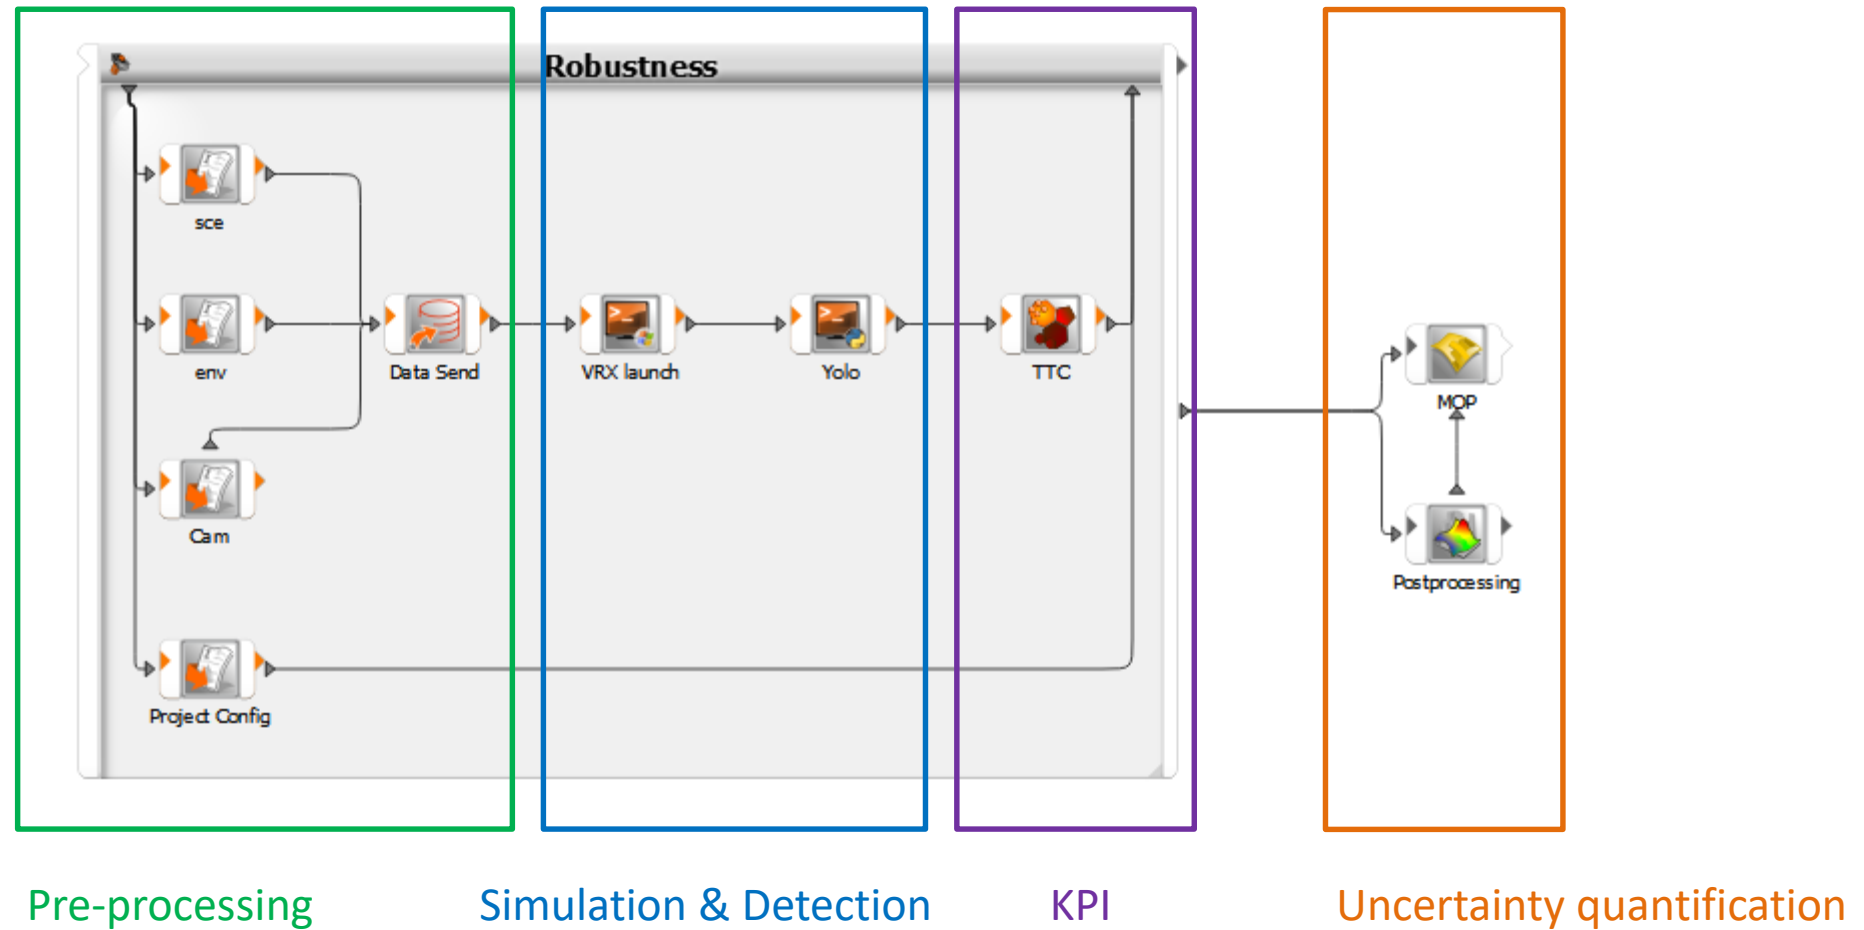 Robustness
sce
env
Data Send
VRX launch
Yolo
TTC
MOP
Cam
Postprocessing
Project Config
Pre-processing
Simulation & Detection
KPI
Uncertainty quantification